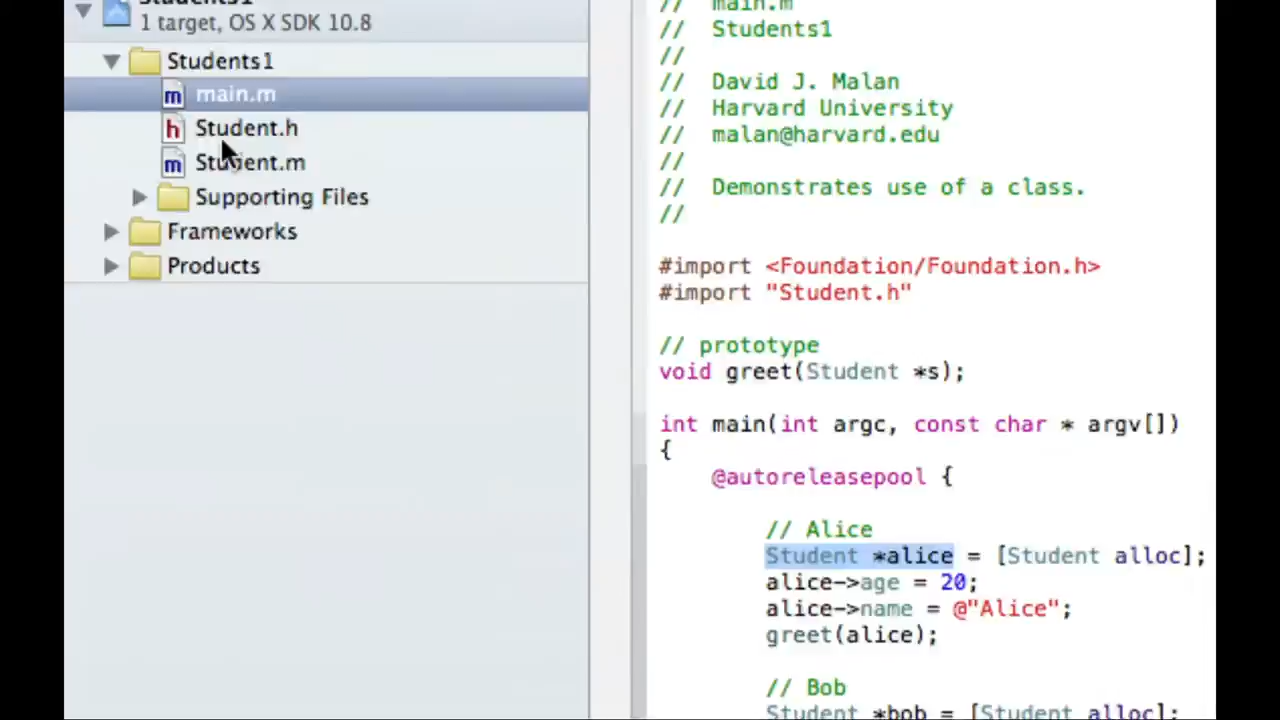 Students1
1 target, OS X SDK 10.8
Students1
m main.m
h Student.h
m Student.m
Supporting Files
Frameworks
Products
// main.m
// Students1
//
// David J. Malan
// Harvard University
// malan@harvard.edu
//
// Demonstrates use of a class.
//
#import <Foundation/Foundation.h>
#import "Student.h"
// prototype
void greet(Student *s);
int main(int argc, const char * argv[])
{
@autoreleasepool {
// Alice
Student *alice = [Student alloc];
alice->age = 20;
alice->name = @"Alice";
greet(alice);
// Bob
Student *bob = [Student alloc];